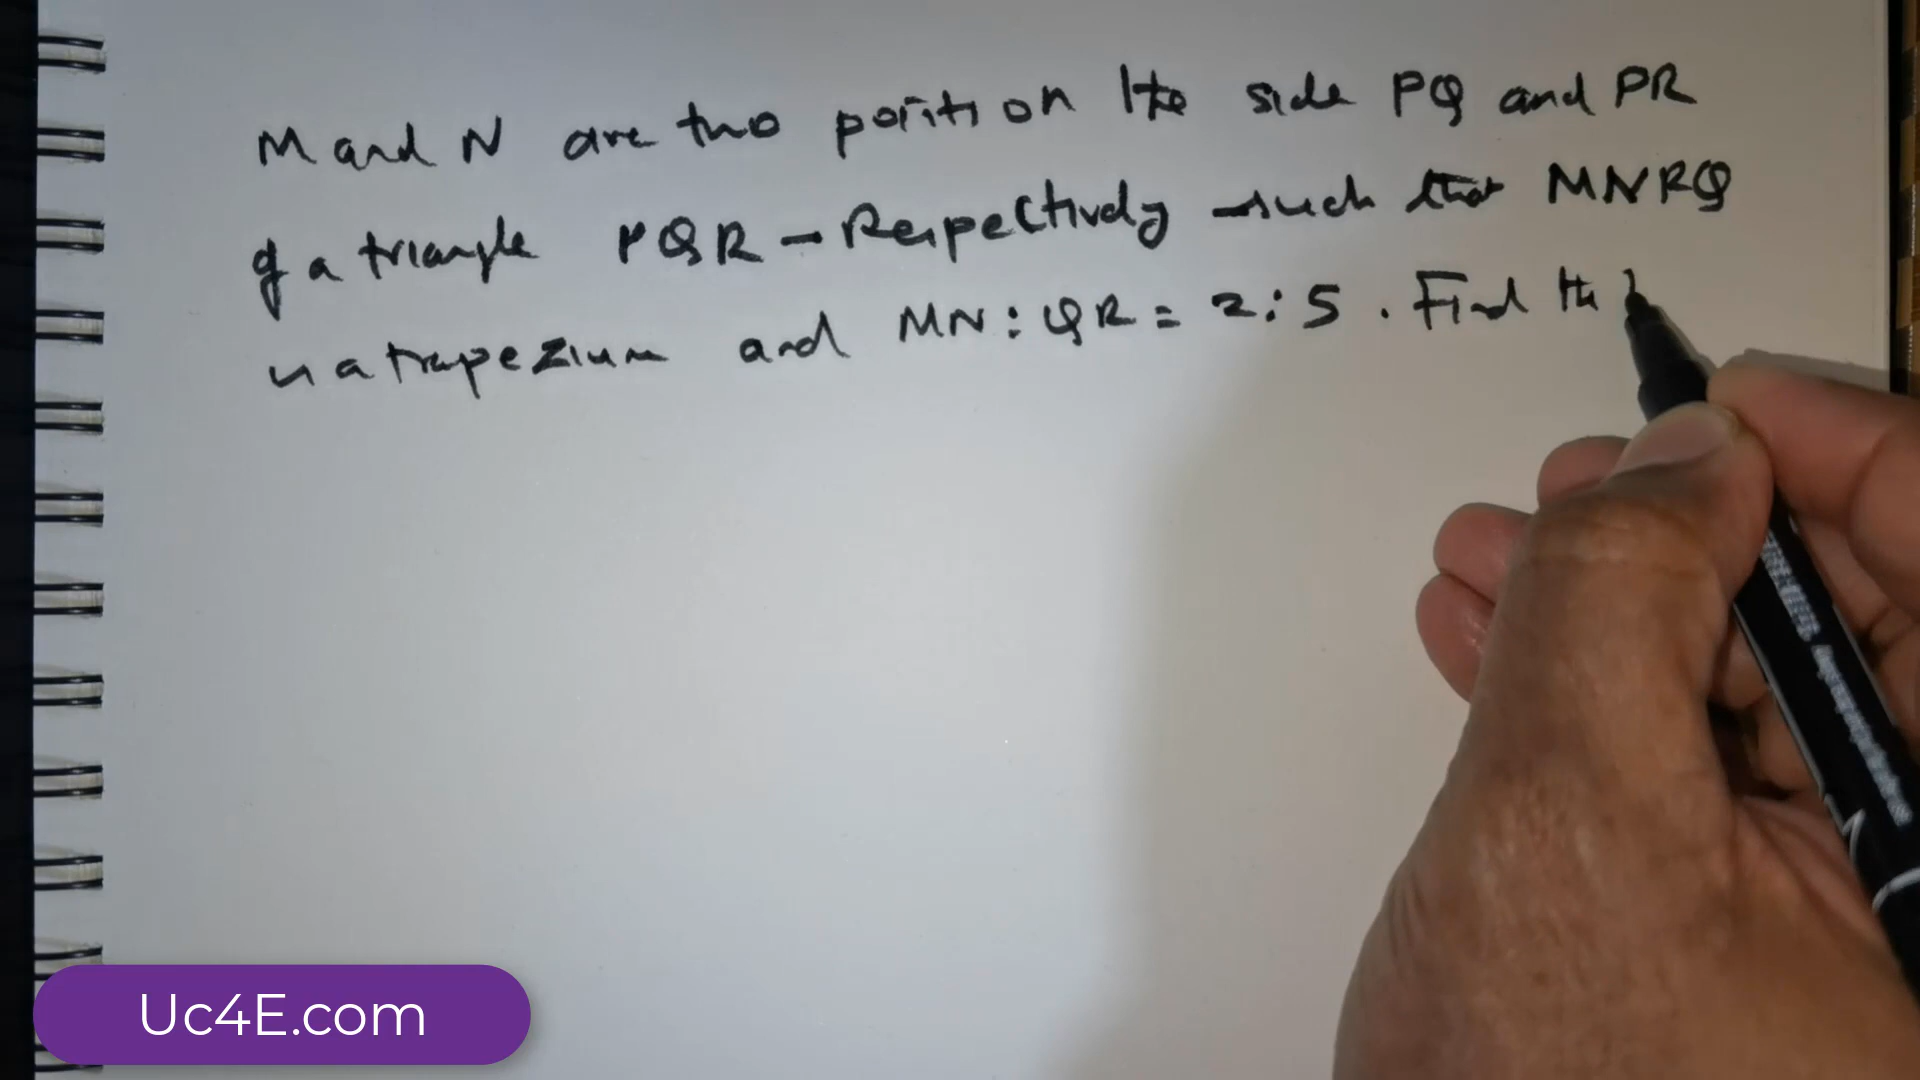 M and N are two points on the side PQ and PR
of a triangle PQR - Respectively such that MNRQ
is a trapezium and MN : QR = 2 : 5 . Find the
Uc4E.com